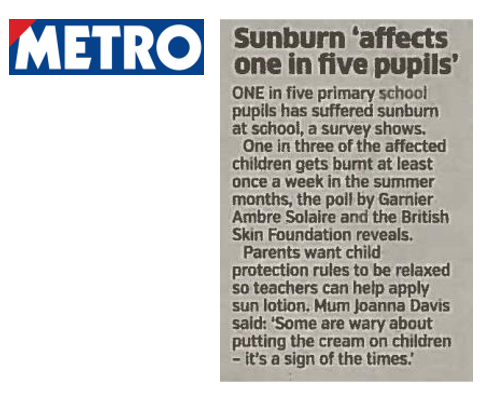 METRO
Sunburn ‘affects
one in five pupils’
ONE in five primary school
pupils has suffered sunburn
at school, a survey shows.
One in three of the affected
children gets burnt at least
once a week in the summer
months, the poll by Garnier
Ambre Solaire and the British
Skin Foundation reveals.
Parents want child
protection rules to be relaxed
so teachers can help apply
sun lotion. Mum Joanna Davis
said: ‘Some are wary about
putting the cream on children
– it’s a sign of the times.’